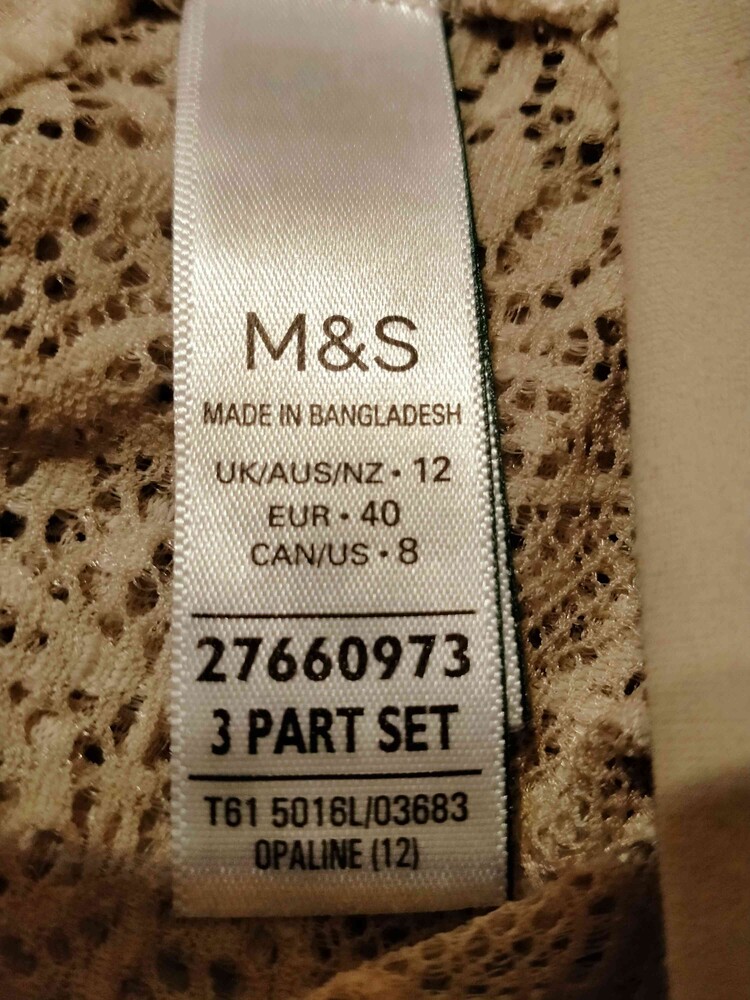 M&S
MADE IN BANGLADESH
UK/AUS/NZ • 12
EUR • 40
CAN/US • 8
27660973
3 PART SET
T61 5016L/03683
OPALINE (12)